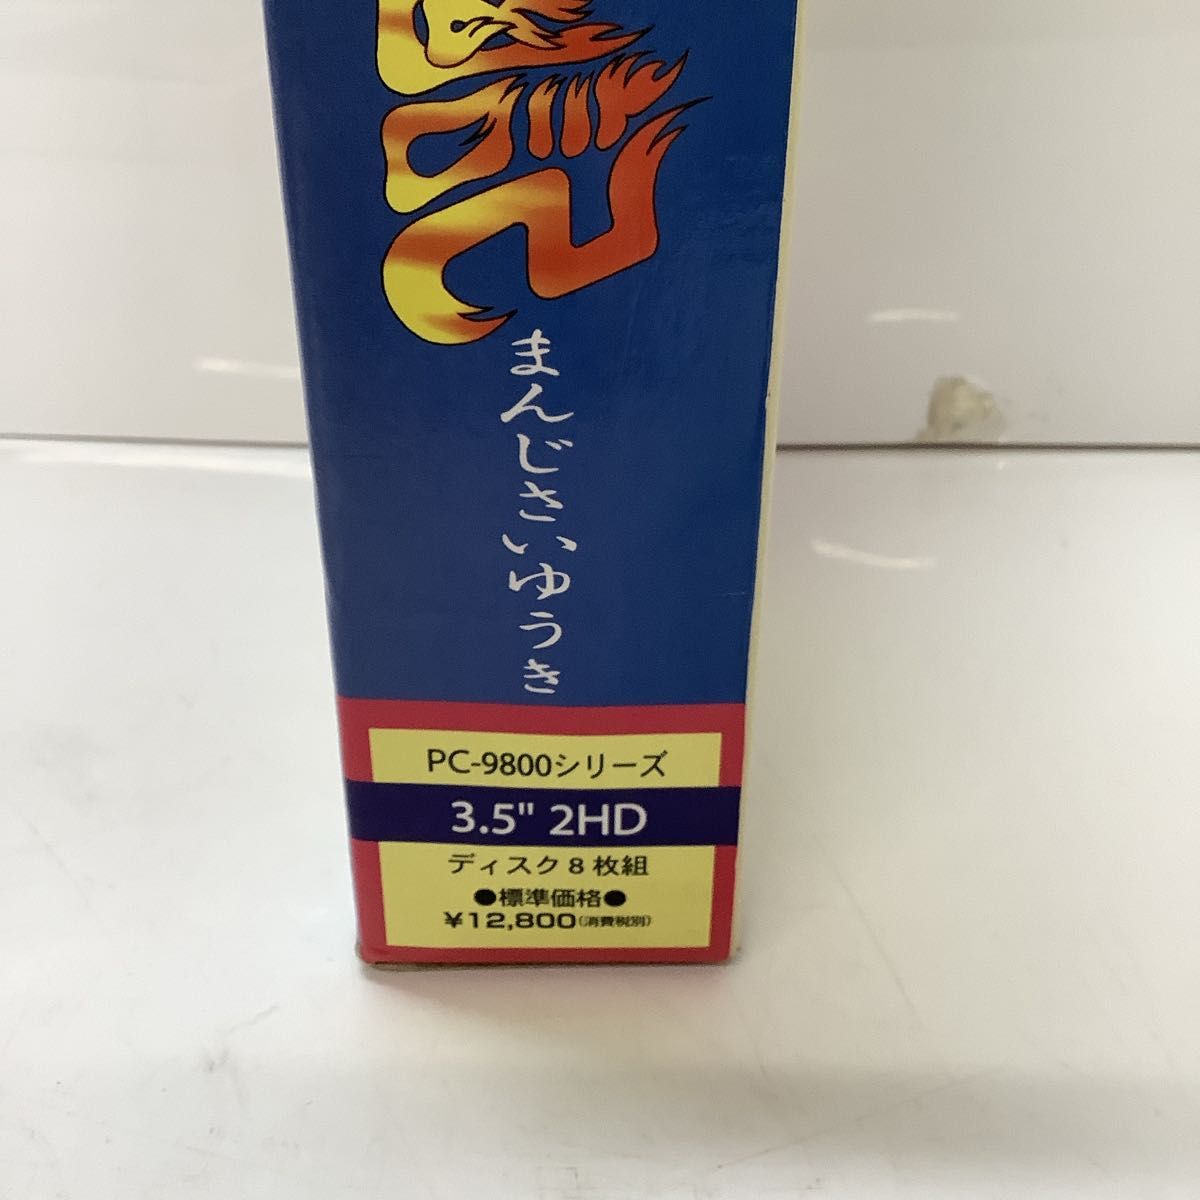 記
まんじさいゆうき
PC-9800シリーズ
3.5" 2HD
ディスク8枚組
●標準価格●
¥12,800(消費税別)